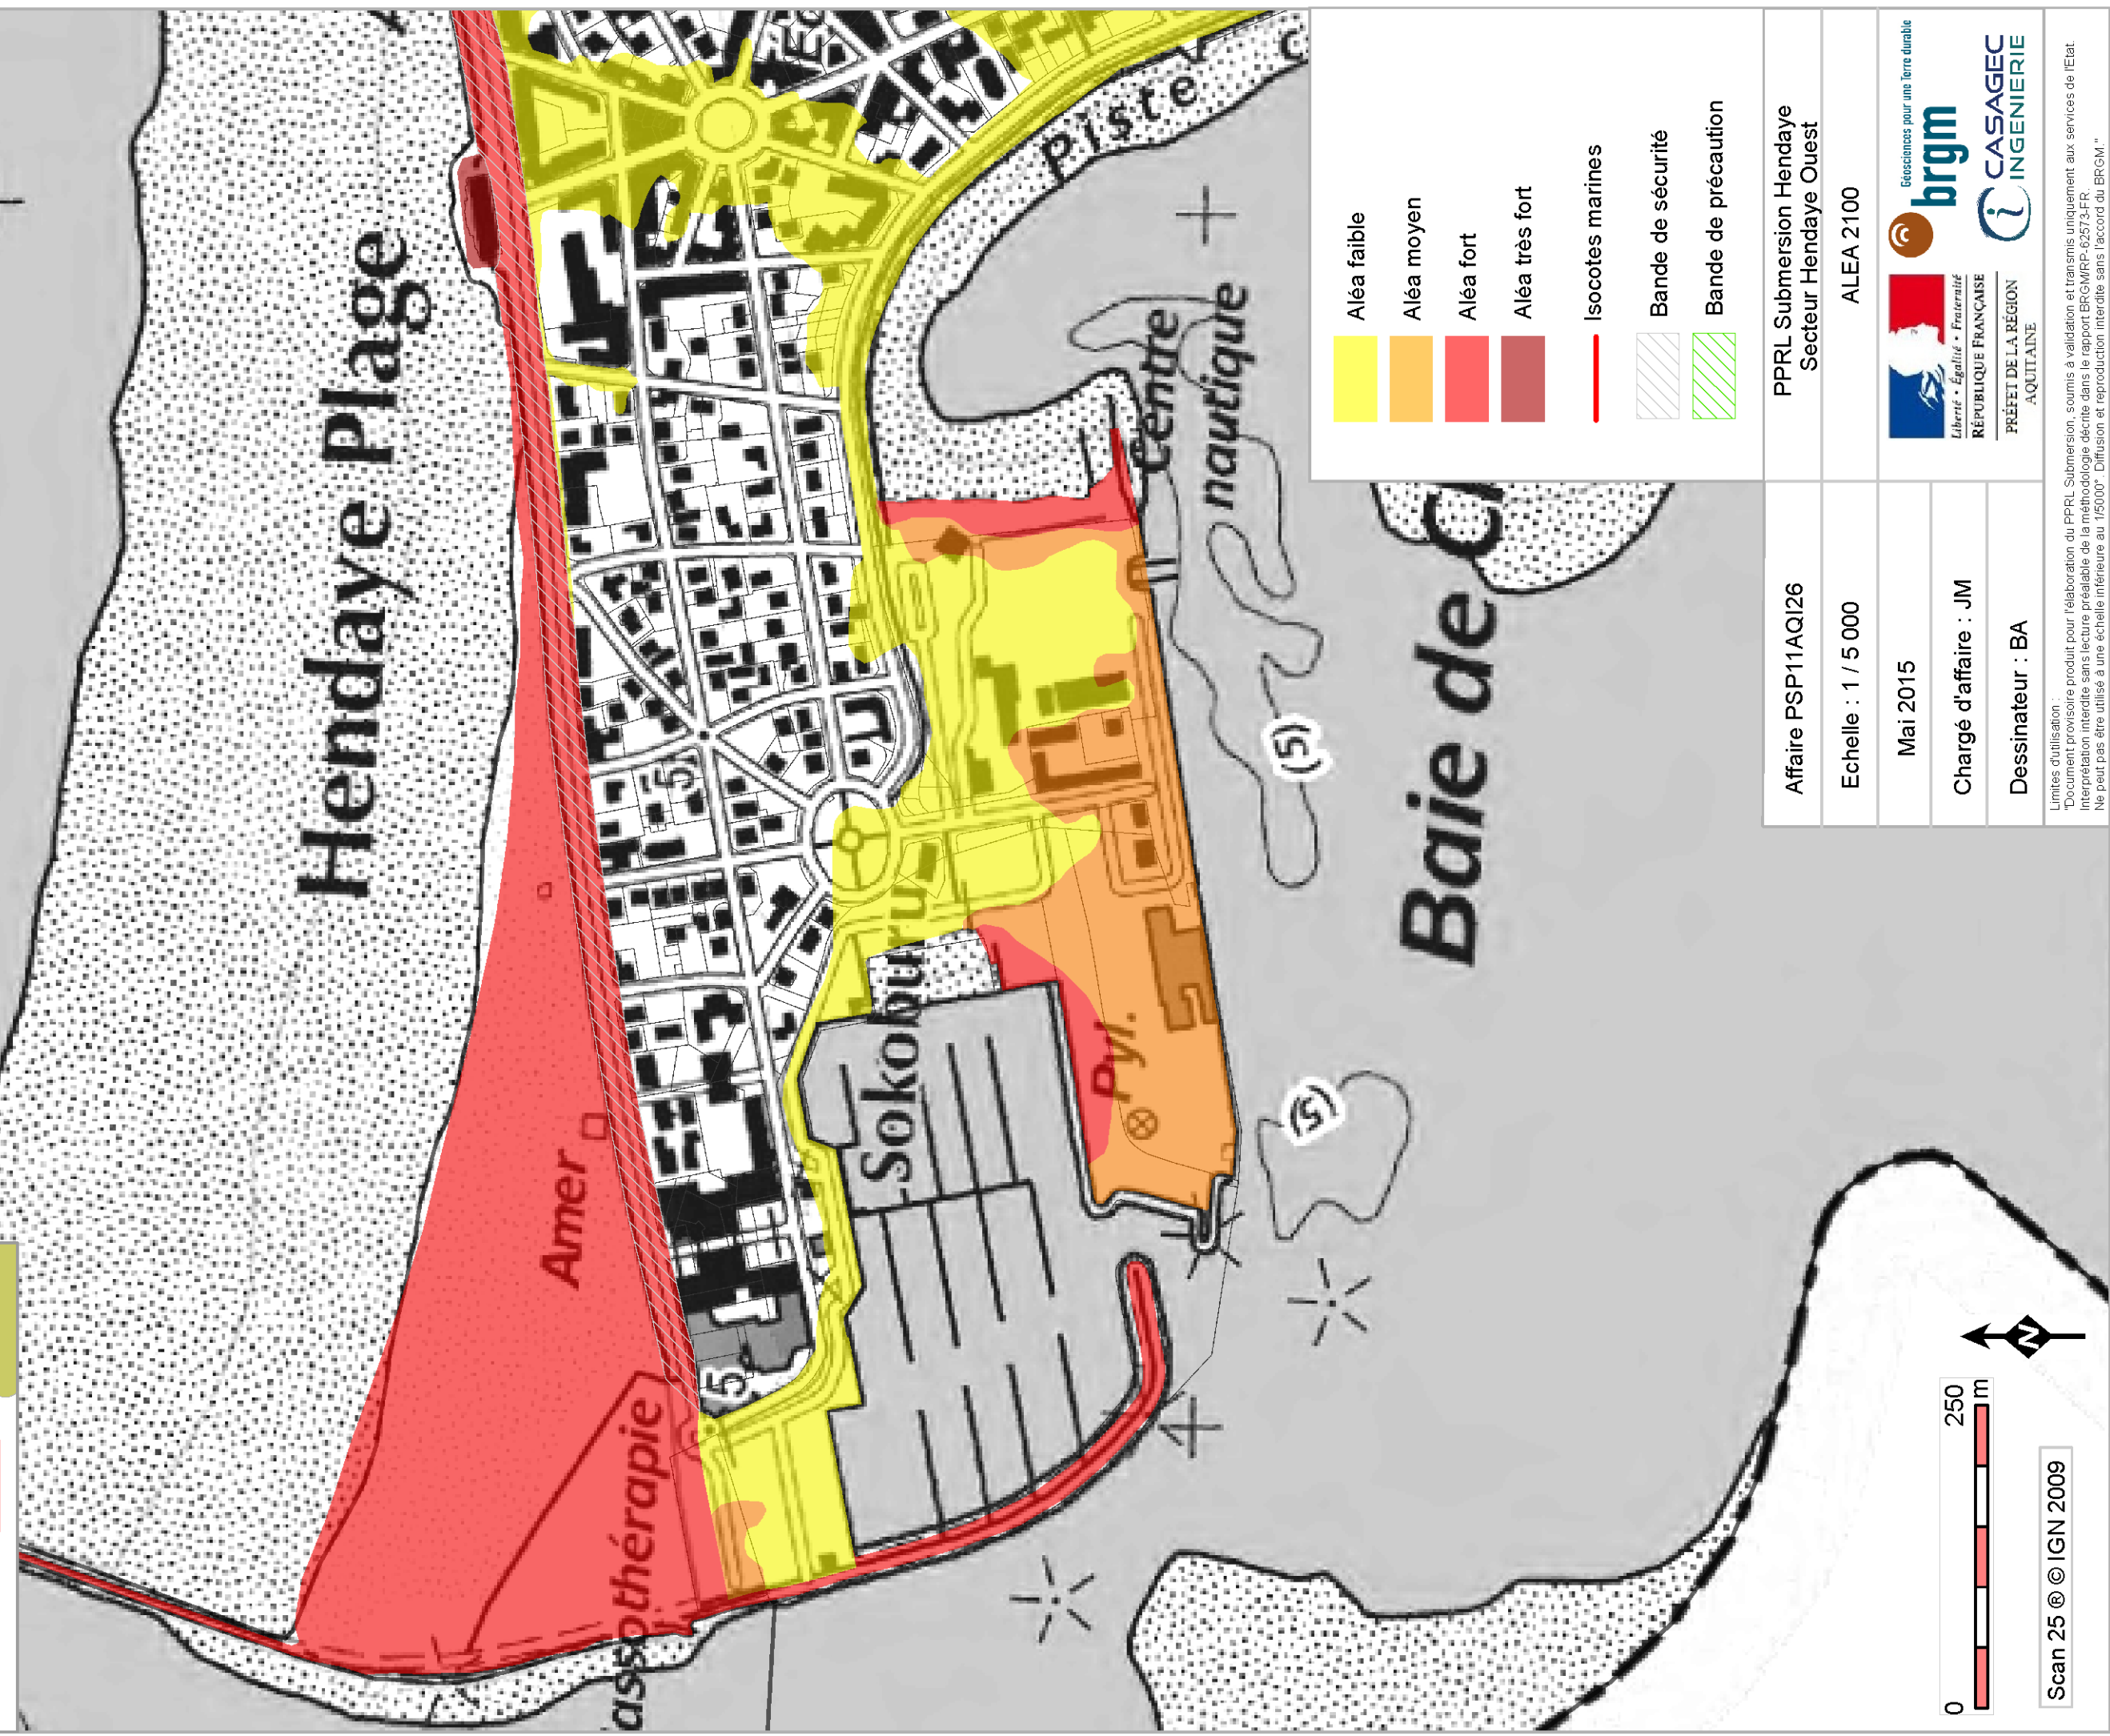 Hendaye Plage
Amer
assothérapie
5
5
Sokoburu
Pyl.
Piste C
Centre
nautique
(5)
(5)
Baie de
Aléa faible
Aléa moyen
Aléa fort
Aléa très fort
Isocotes marines
Bande de sécurité
Bande de précaution
PPRL Submersion Hendaye
Secteur Hendaye Ouest
ALEA 2100
Affaire PSP11AQI26
Echelle : 1 / 5 000
Mai 2015
Chargé d'affaire : JM
Dessinateur : BA
Liberté • Égalité • Fraternité
RÉPUBLIQUE FRANÇAISE
PRÉFET DE LA RÉGION
AQUITAINE
Géosciences pour une Terre durable
brgm
CASAGEC
INGENIERIE
Limites d'utilisation :
"Document provisoire produit pour l'élaboration du PPRL Submersion, soumis à validation et transmis uniquement aux services de l'Etat.
Interprétation interdite sans lecture préalable de la méthodologie décrite dans le rapport BRGM/RP-62573-FR.
Ne peut pas être utilisé à une échelle inférieure au 1/5000°. Diffusion et reproduction interdite sans l'accord du BRGM."
0 250
m
N
Scan 25 ® © IGN 2009